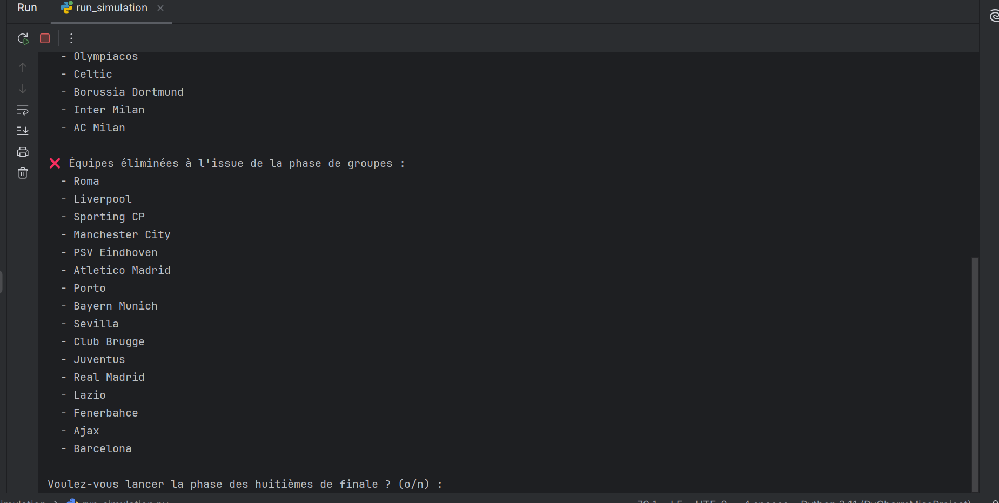 Run run_simulation
- Olympiacos
- Celtic
- Borussia Dortmund
- Inter Milan
- AC Milan
❌ Équipes éliminées à l'issue de la phase de groupes :
- Roma
- Liverpool
- Sporting CP
- Manchester City
- PSV Eindhoven
- Atletico Madrid
- Porto
- Bayern Munich
- Sevilla
- Club Brugge
- Juventus
- Real Madrid
- Lazio
- Fenerbahce
- Ajax
- Barcelona
Voulez-vous lancer la phase des huitièmes de finale ? (o/n) :